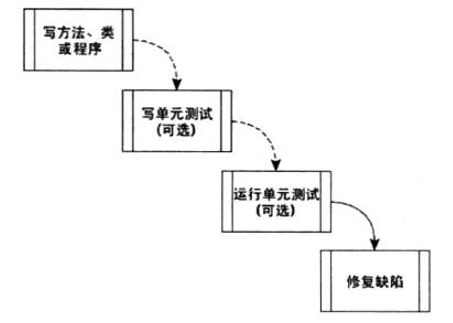 写方法、类
或程序
写单元测试
(可选)
运行单元测试
(可选)
修复缺陷